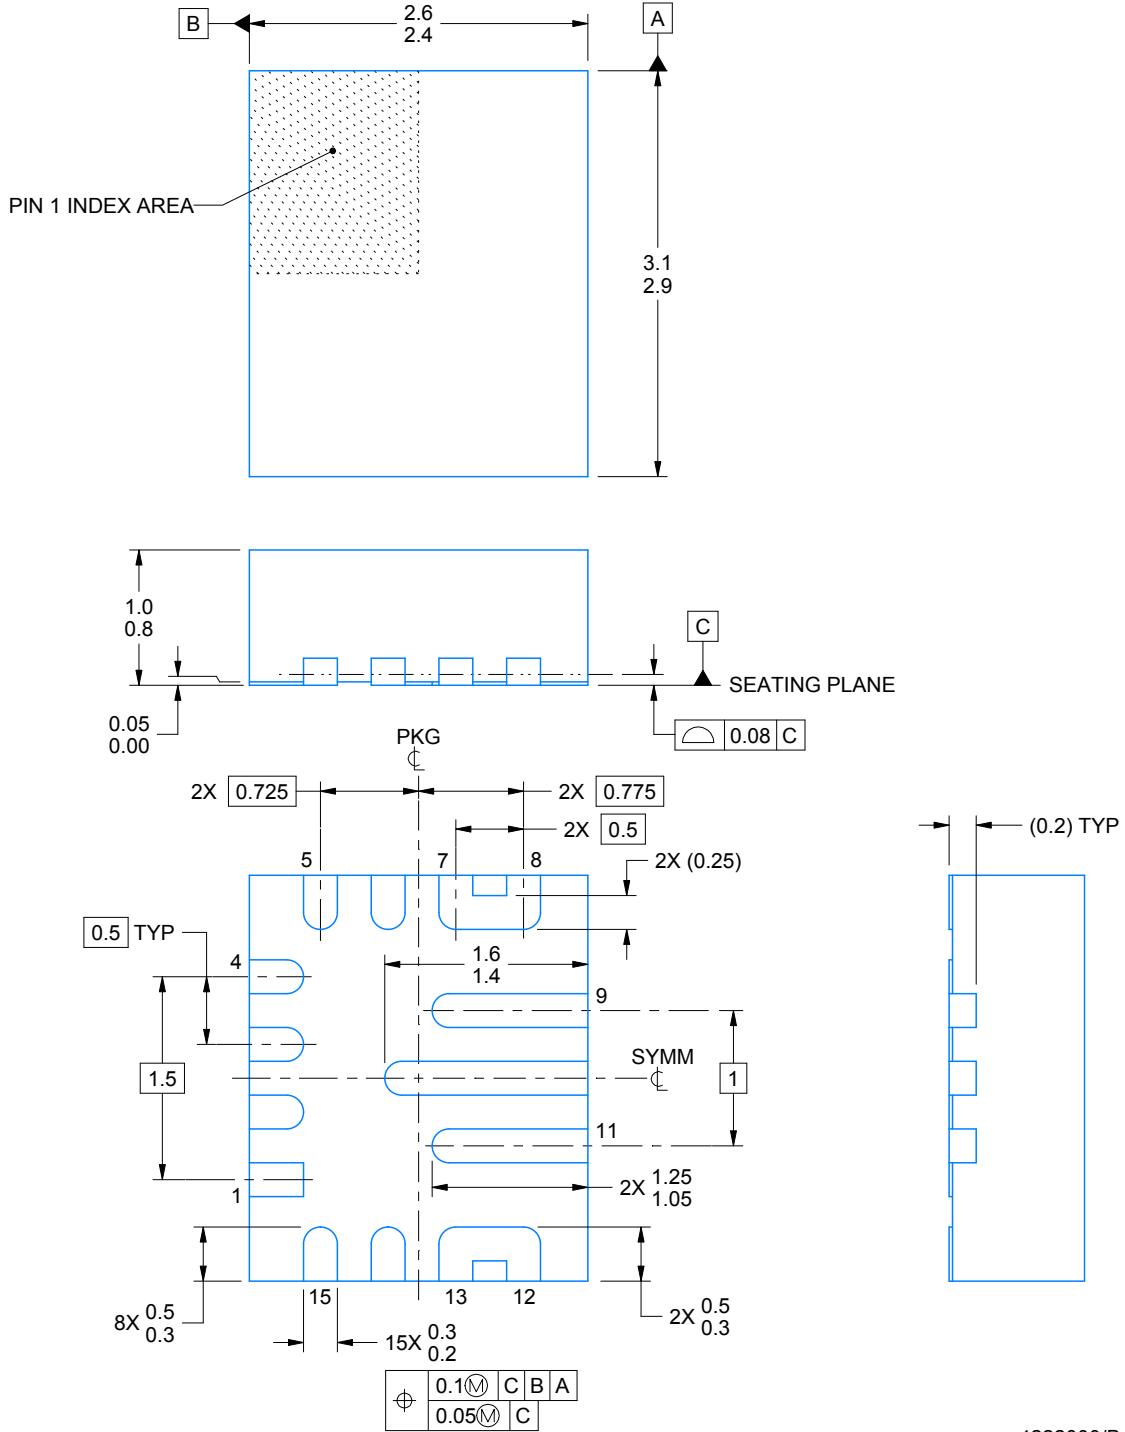 B
2.6
2.4
A
PIN 1 INDEX AREA
3.1
2.9
1.0
0.8
C
SEATING PLANE
0.05
0.00
0.08 C
PKG
2X 0.725
2X 0.775
2X 0.5
(0.2) TYP
5
7
8
2X (0.25)
0.5 TYP
4
1.6
1.4
9
SYMM
1.5
1
11
1
2X 1.25
1.05
15
13
12
8X 0.5
0.3
15X 0.3
0.2
2X 0.5
0.3
0.1Ⓜ C B A
0.05Ⓜ C